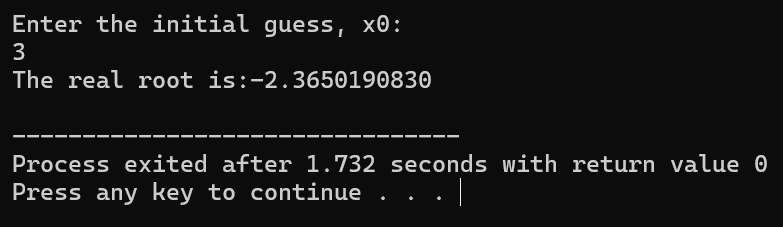 Enter the initial guess, x0:
3
The real root is:-2.3650190830
--------------------------------
Process exited after 1.732 seconds with return value 0
Press any key to continue . . .